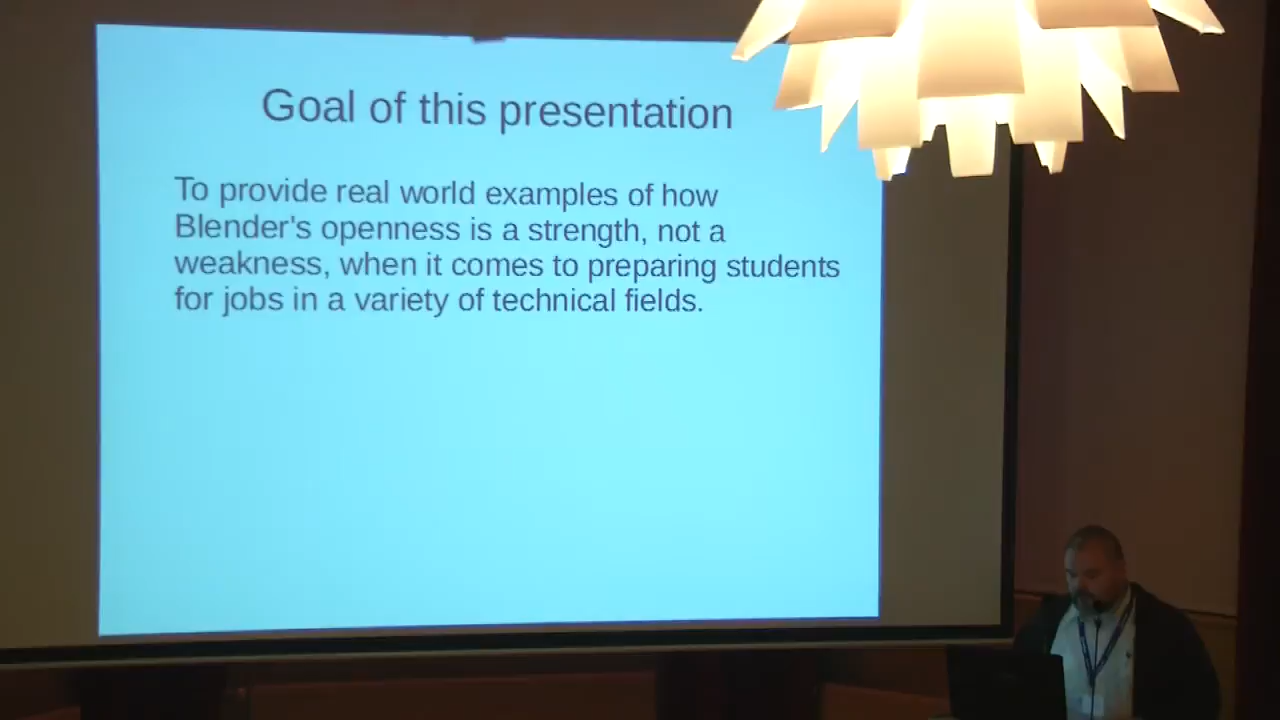 Goal of this presentation
To provide real world examples of how
Blender's openness is a strength, not a
weakness, when it comes to preparing students
for jobs in a variety of technical fields.